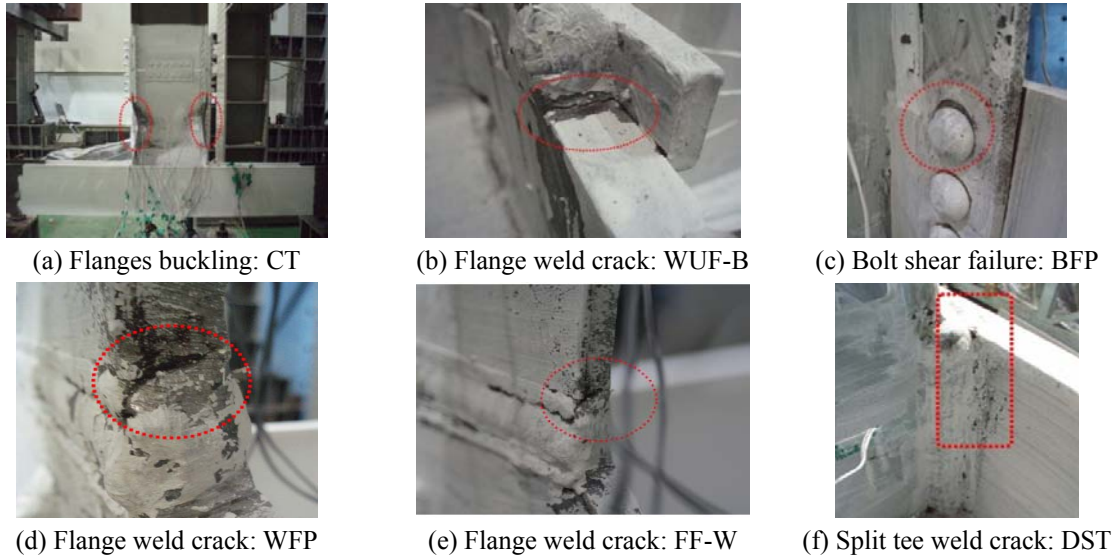 (a) Flanges buckling: CT
(b) Flange weld crack: WUF-B
(c) Bolt shear failure: BFP
(d) Flange weld crack: WFP
(e) Flange weld crack: FF-W
(f) Split tee weld crack: DST